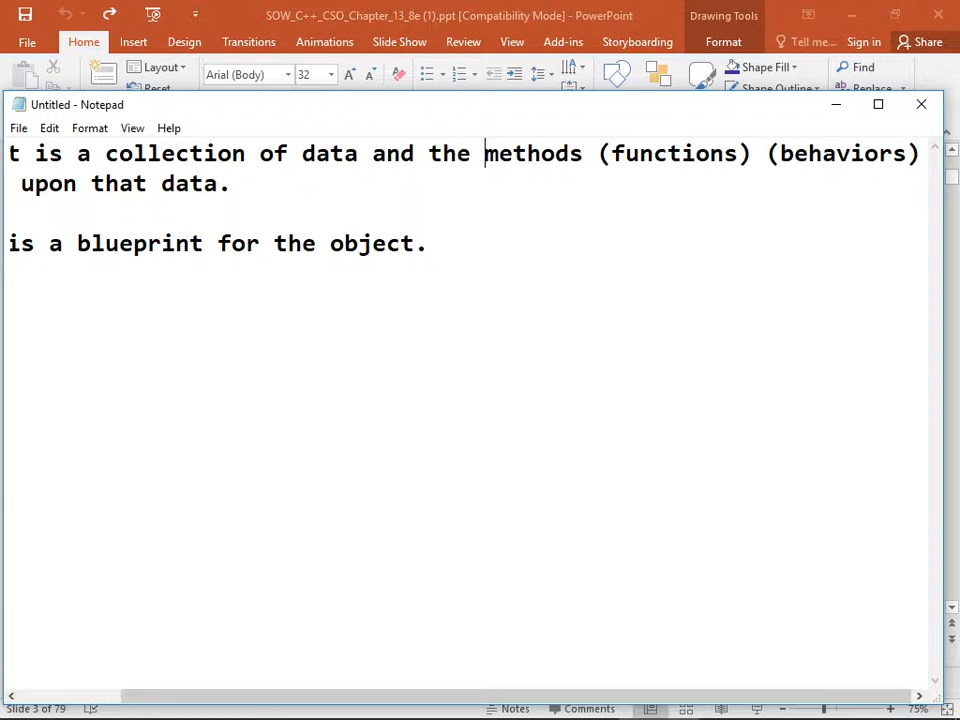 SOW_C++_CSO_Chapter_13_8e (1).ppt [Compatibility Mode] - PowerPoint
Drawing Tools
File Home Insert Design Transitions Animations Slide Show Review View Add-ins Storyboarding Format Tell me... Sign in Share
Layout
Arial (Body) 32
Shape Fill
Find
Reset
Shape Outline
Replace
Untitled - Notepad
File Edit Format View Help
t is a collection of data and the methods (functions) (behaviors)
upon that data.
is a blueprint for the object.
Slide 3 of 79 Notes Comments 75%